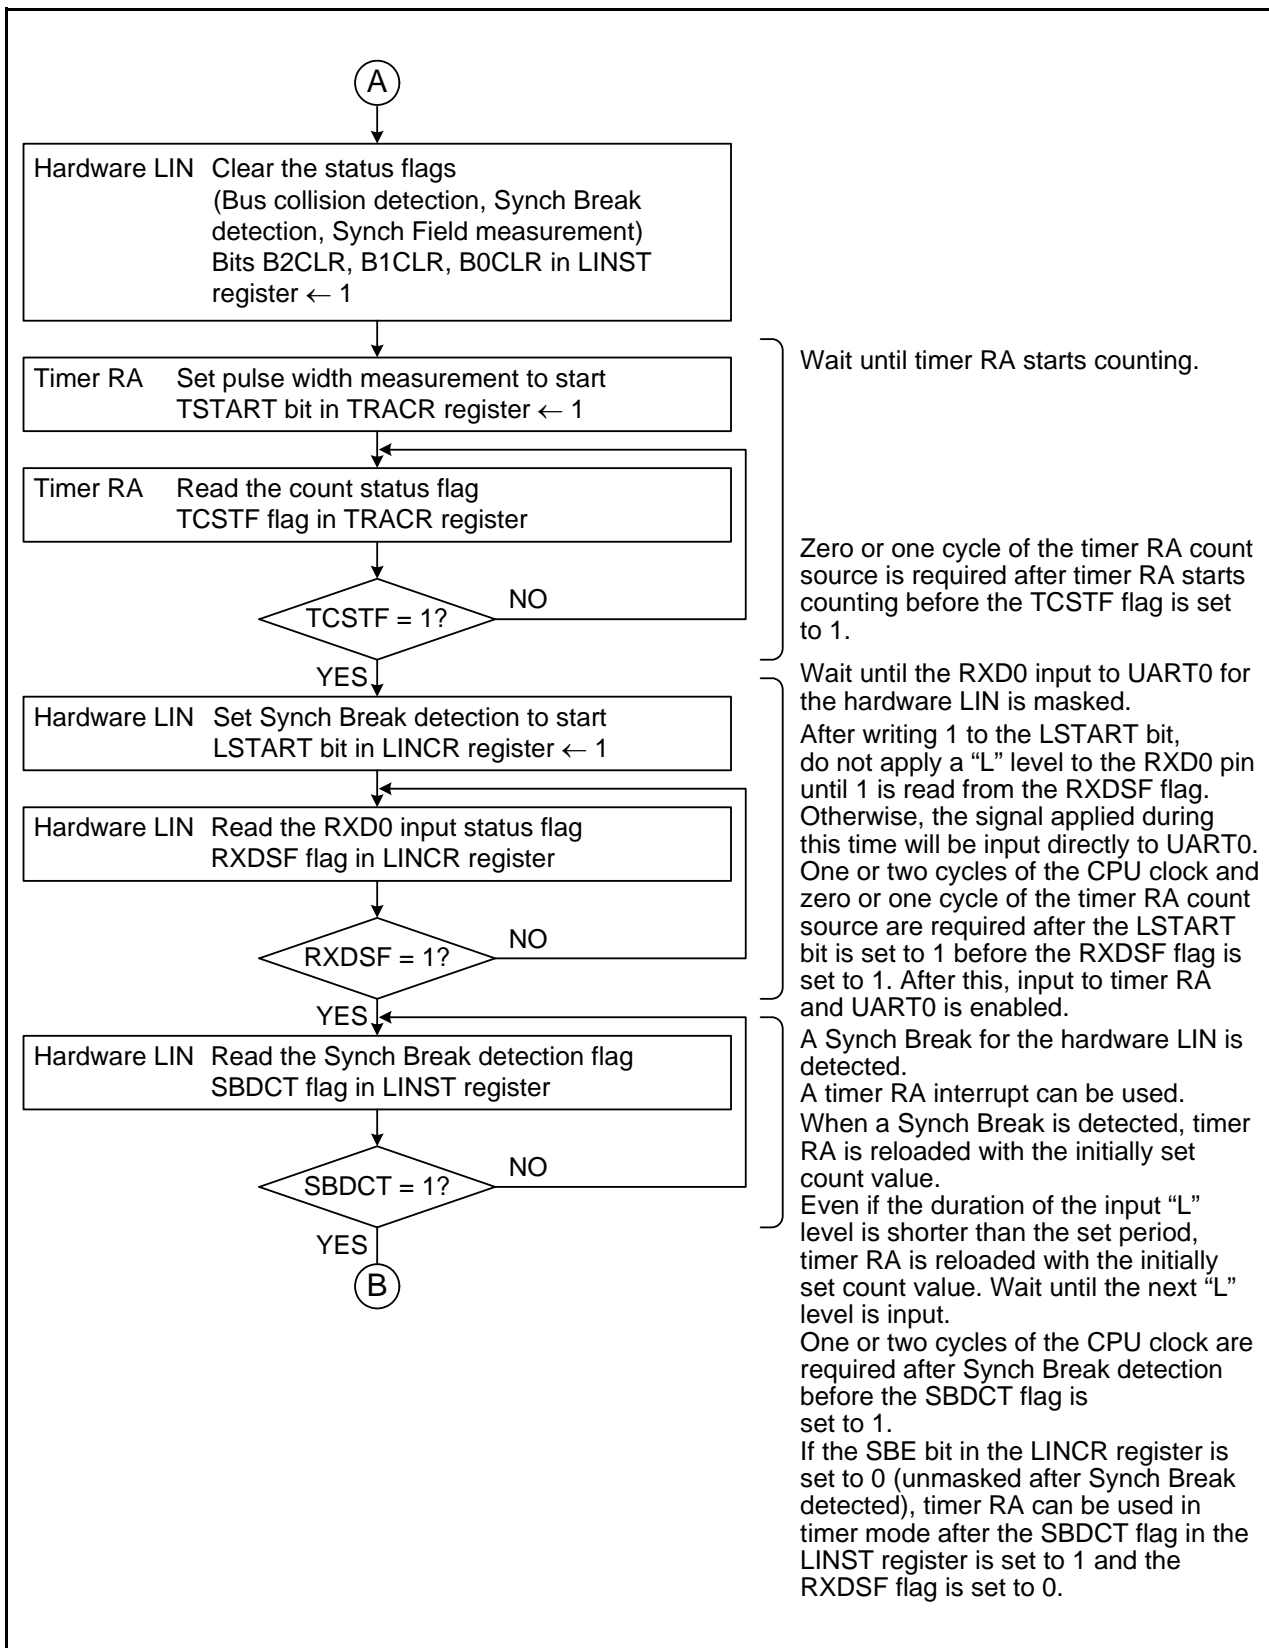 A
Hardware LIN Clear the status flags
(Bus collision detection, Synch Break
detection, Synch Field measurement)
Bits B2CLR, B1CLR, B0CLR in LINST
register ← 1
Timer RA Set pulse width measurement to start
TSTART bit in TRACR register ← 1
Wait until timer RA starts counting.
Timer RA Read the count status flag
TCSTF flag in TRACR register
TCSTF = 1?
NO
YES
Zero or one cycle of the timer RA count
source is required after timer RA starts
counting before the TCSTF flag is set
to 1.
Hardware LIN Set Synch Break detection to start
LSTART bit in LINCR register ← 1
Hardware LIN Read the RXD0 input status flag
RXDSF flag in LINCR register
RXDSF = 1?
NO
YES
Wait until the RXD0 input to UART0 for
the hardware LIN is masked.
After writing 1 to the LSTART bit,
do not apply a “L” level to the RXD0 pin
until 1 is read from the RXDSF flag.
Otherwise, the signal applied during
this time will be input directly to UART0.
One or two cycles of the CPU clock and
zero or one cycle of the timer RA count
source are required after the LSTART
bit is set to 1 before the RXDSF flag is
set to 1. After this, input to timer RA
and UART0 is enabled.
Hardware LIN Read the Synch Break detection flag
SBDCT flag in LINST register
SBDCT = 1?
NO
YES
B
A Synch Break for the hardware LIN is
detected.
A timer RA interrupt can be used.
When a Synch Break is detected, timer
RA is reloaded with the initially set
count value.
Even if the duration of the input “L”
level is shorter than the set period,
timer RA is reloaded with the initially
set count value. Wait until the next “L”
level is input.
One or two cycles of the CPU clock are
required after Synch Break detection
before the SBDCT flag is
set to 1.
If the SBE bit in the LINCR register is
set to 0 (unmasked after Synch Break
detected), timer RA can be used in
timer mode after the SBDCT flag in the
LINST register is set to 1 and the
RXDSF flag is set to 0.